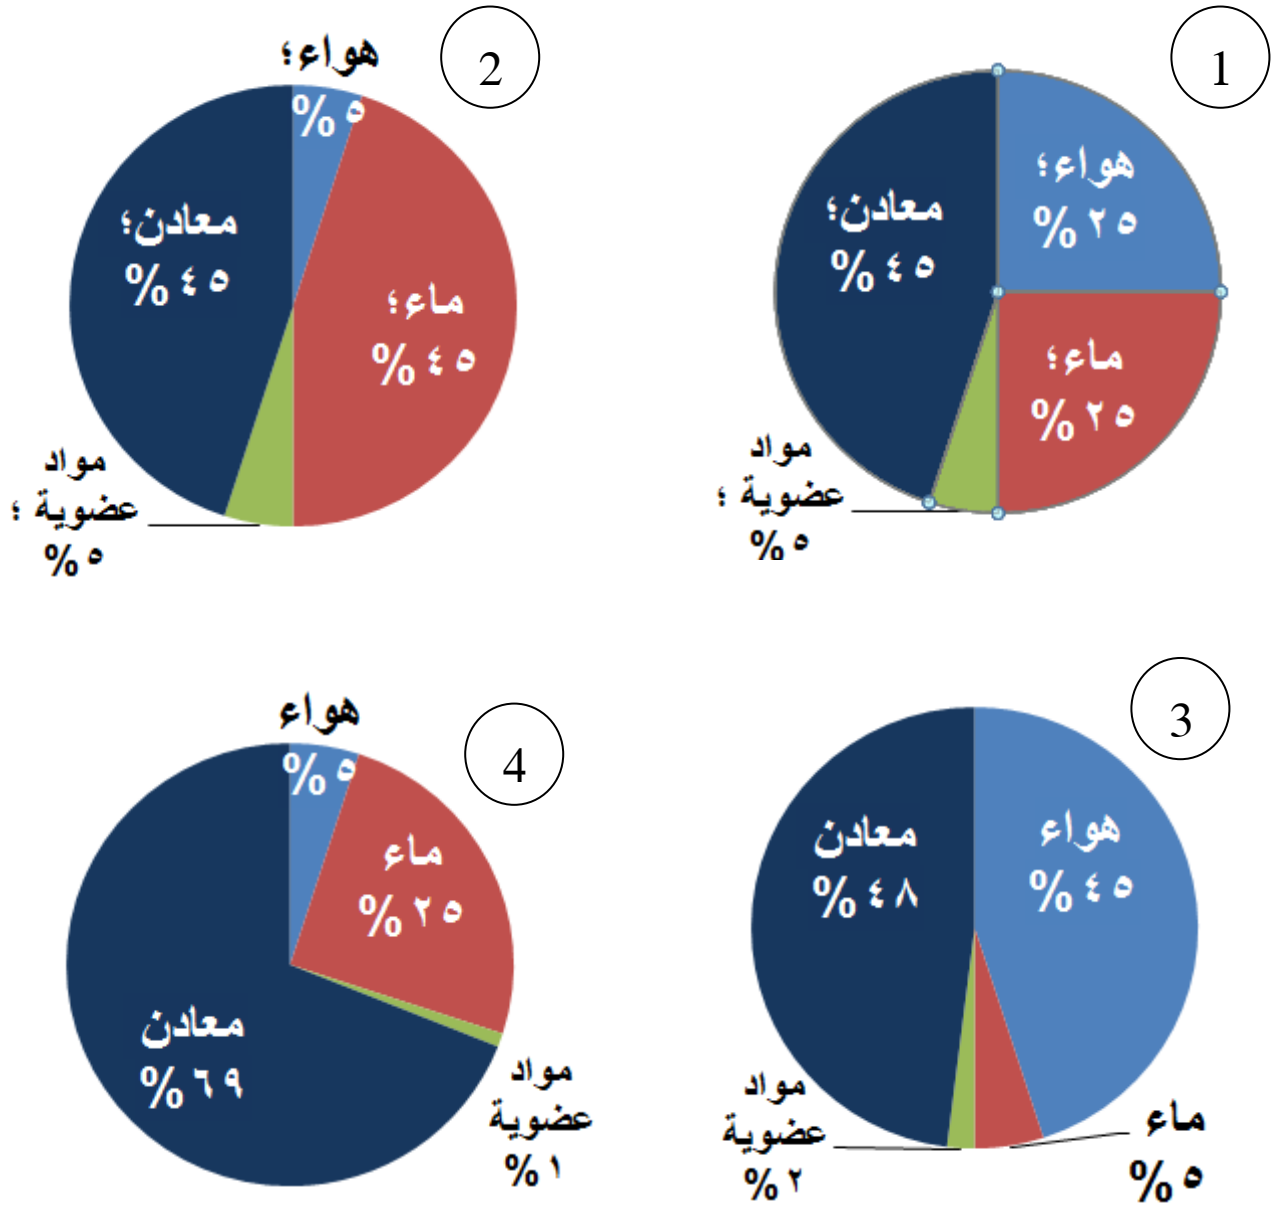 1
هواء؛
٢٥%
معادن؛
٤٥%
ماء؛
٢٥%
مواد
عضوية ؛
٥%
2
هواء؛
٥%
معادن؛
٤٥%
ماء؛
٤٥%
مواد
عضوية ؛
٥%
3
هواء
٤٥%
معادن
٤٨%
مواد
عضوية
٢%
ماء
٥%
4
هواء
٥%
ماء
٢٥%
معادن
٦٩%
مواد
عضوية
١%